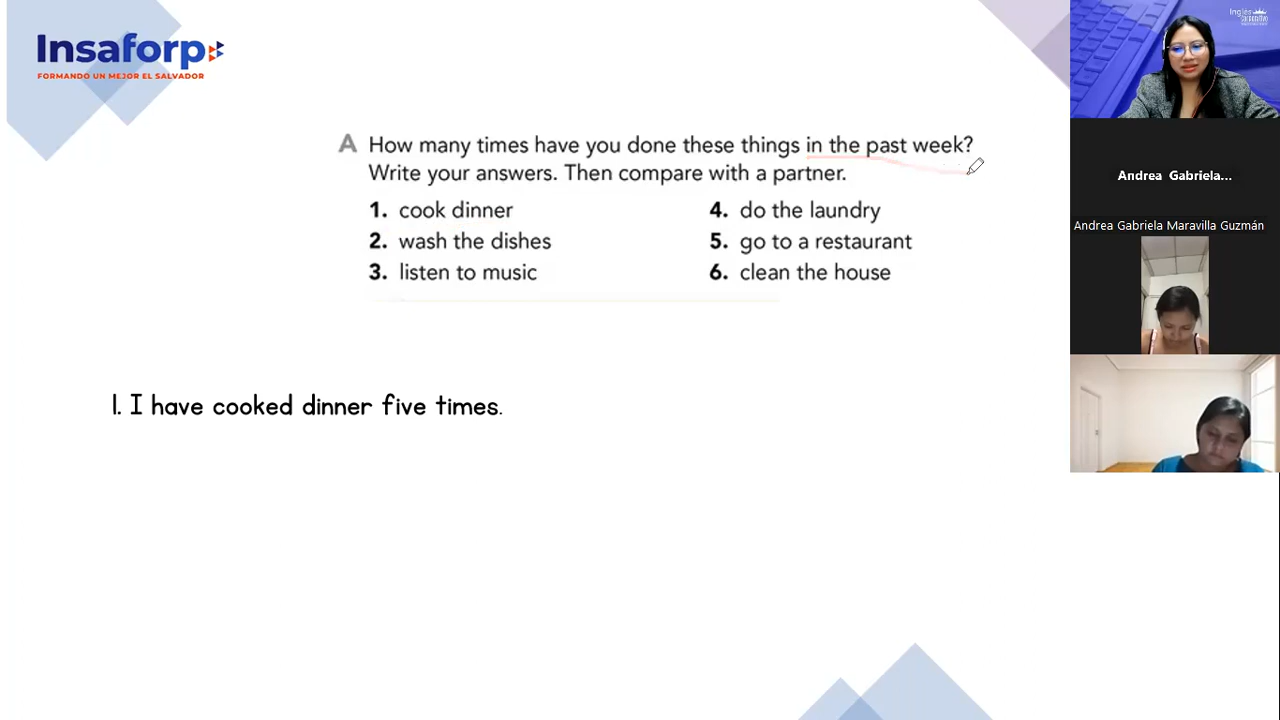 Insaforp
FORMANDO UN MEJOR EL SALVADOR
A How many times have you done these things in the past week?
Write your answers. Then compare with a partner.
1. cook dinner
2. wash the dishes
3. listen to music
4. do the laundry
5. go to a restaurant
6. clean the house
1. I have cooked dinner five times.
Inglés
Andrea Gabriela...
Andrea Gabriela Maravilla Guzmán